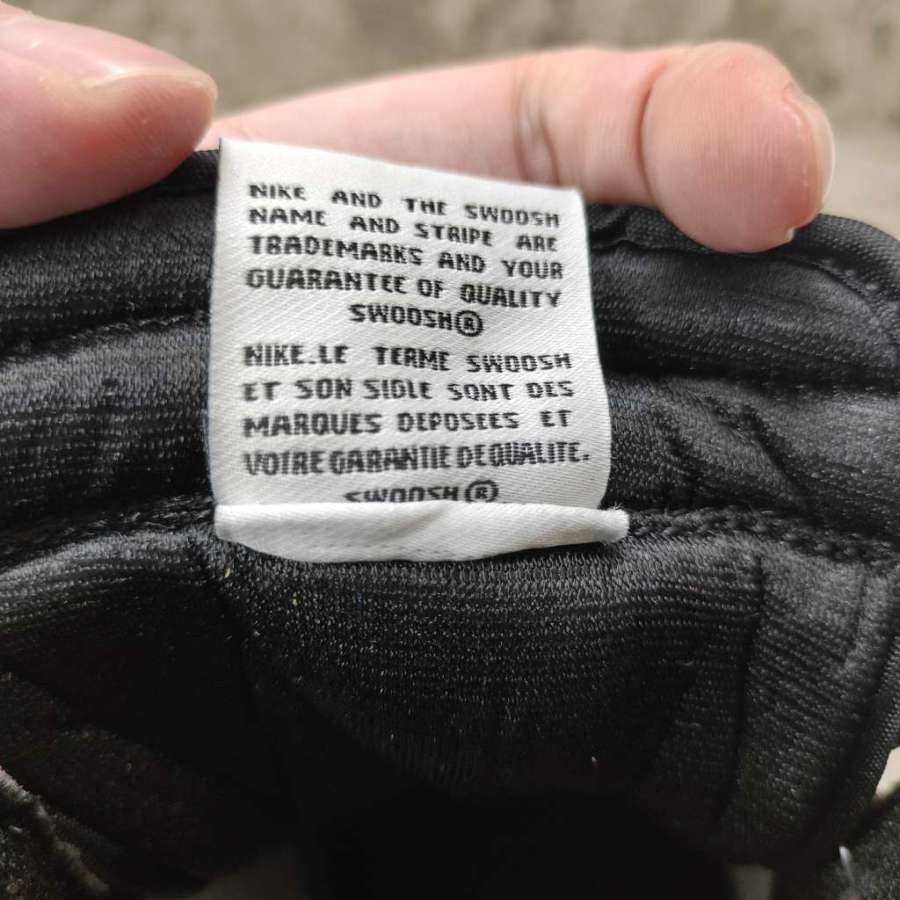 NIKE AND THE SWOOSH
NAME AND STRIPE ARE
TRADEMARKS AND YOUR
GUARANTEE OF QUALITY
SWOOSH®
NIKE.LE TERME SWOOSH
ET SON SIGLE SONT DES
MARQUES DEPOSEES ET
VOTRE GARANTIE DE QUALITE.
SWOOSH®